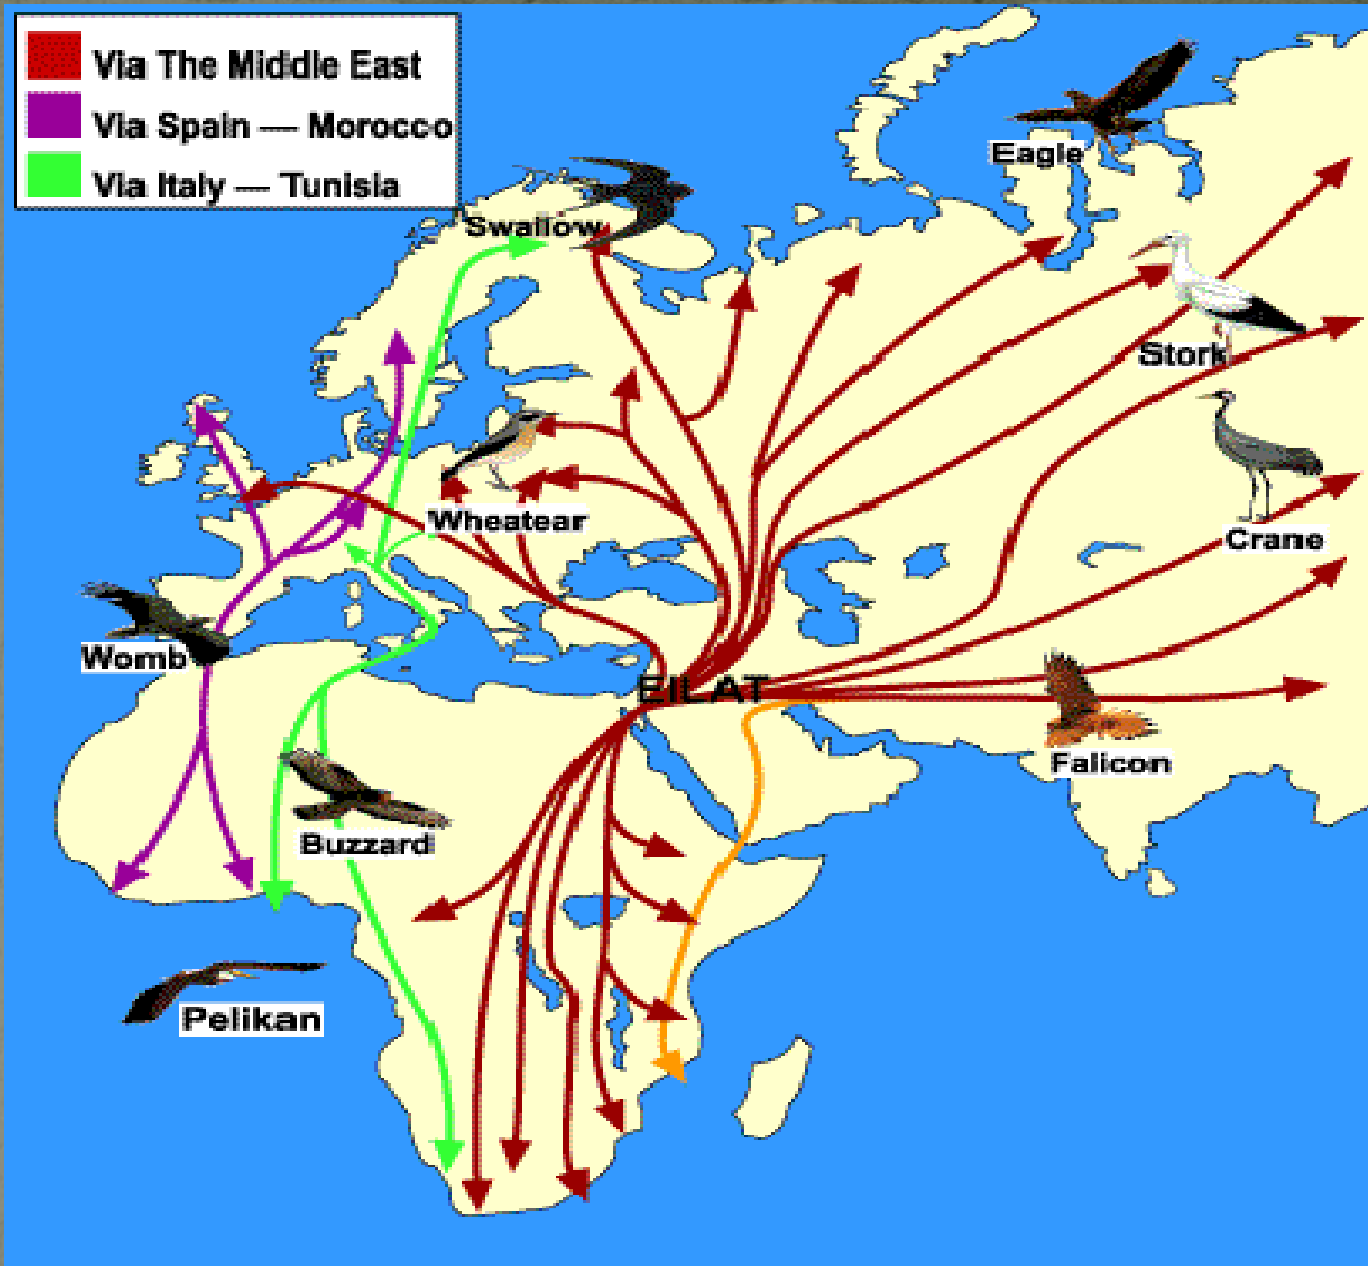 Via The Middle East
Via Spain — Morocco
Via Italy — Tunisia
Eagle
Swallow
Stork
Wheatear
Crane
Womb
EILAT
Falicon
Buzzard
Pelikan